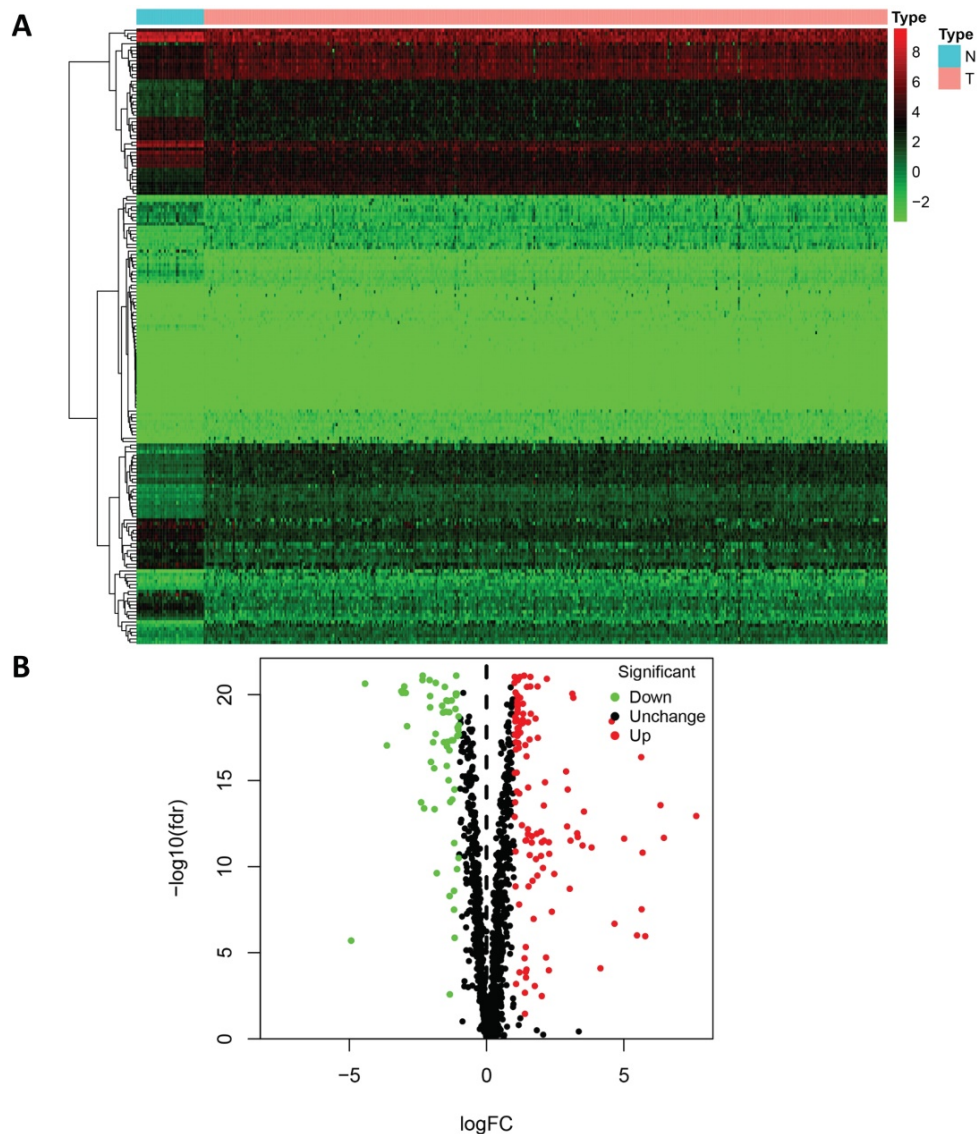 A
Type
8
6
4
2
0
−2
Type
N
T
B
Significant
Down
Unchange
Up
20
15
10
5
0
−log10(fdr)
−5
0
5
logFC